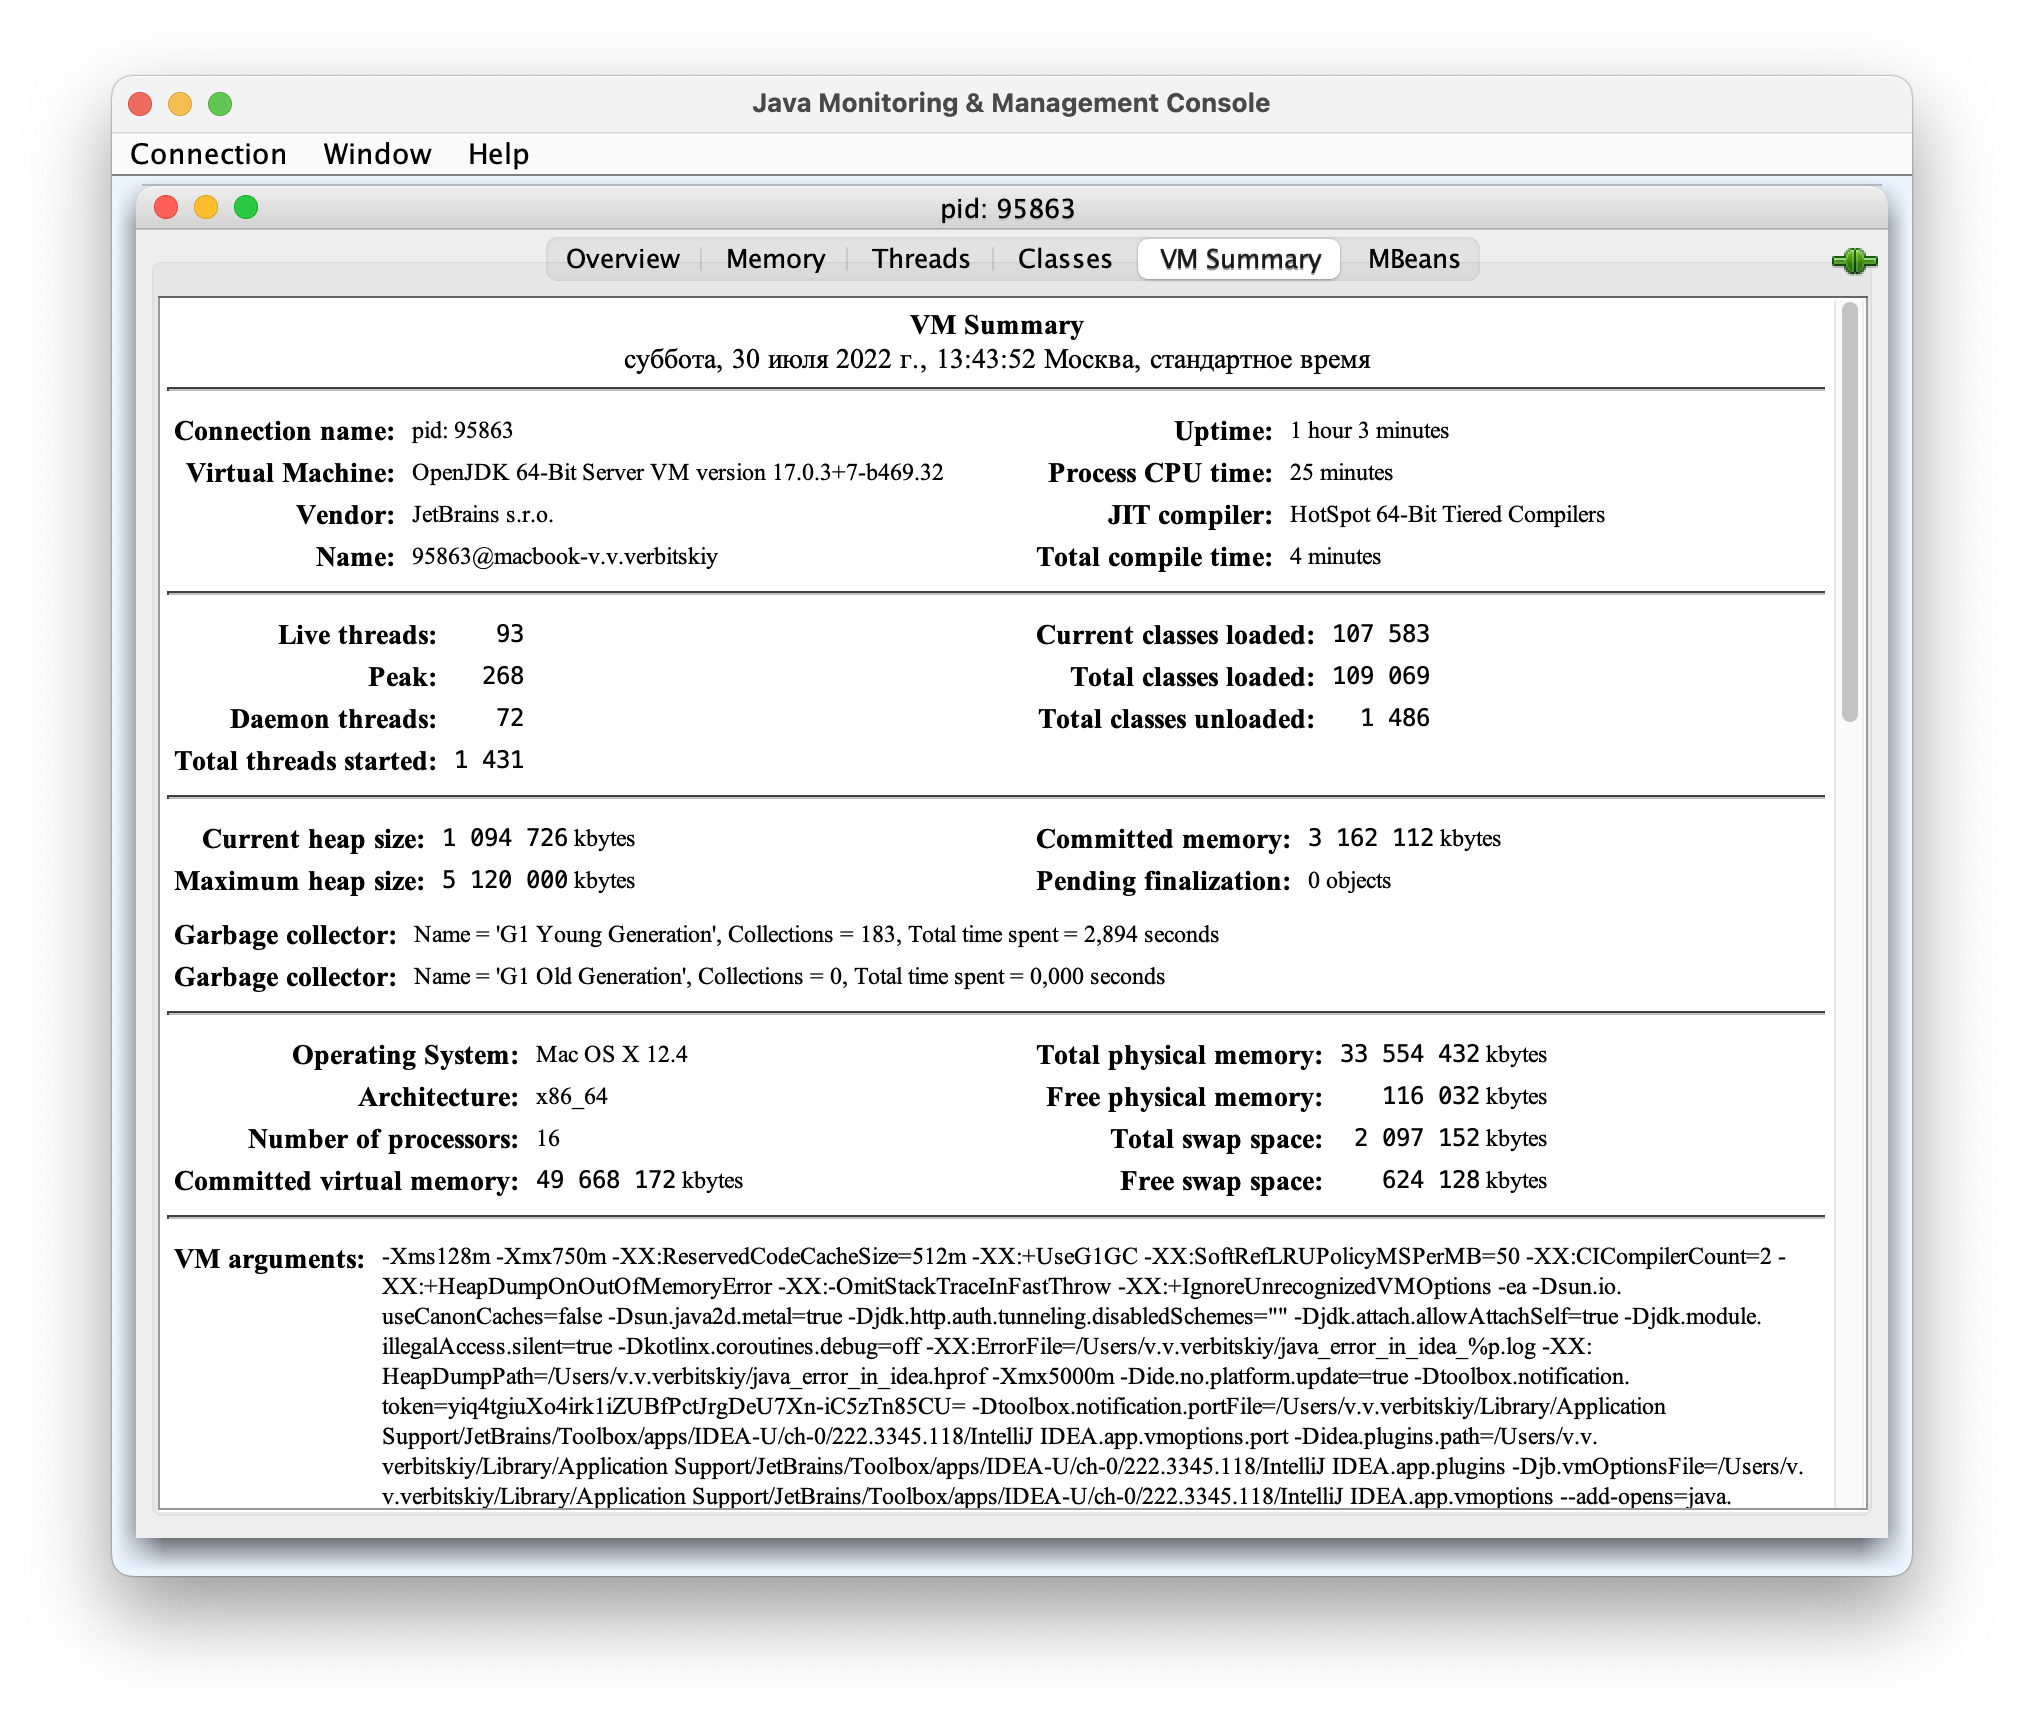 Java Monitoring & Management Console
Connection Window Help
pid: 95863
Overview Memory Threads Classes VM Summary MBeans
VM Summary
суббота, 30 июля 2022 г., 13:43:52 Москва, стандартное время
Connection name: pid: 95863 Uptime: 1 hour 3 minutes
Virtual Machine: OpenJDK 64-Bit Server VM version 17.0.3+7-b469.32 Process CPU time: 25 minutes
Vendor: JetBrains s.r.o. JIT compiler: HotSpot 64-Bit Tiered Compilers
Name: 95863@macbook-v.v.verbitskiy Total compile time: 4 minutes
Live threads: 93 Current classes loaded: 107 583
Peak: 268 Total classes loaded: 109 069
Daemon threads: 72 Total classes unloaded: 1 486
Total threads started: 1 431
Current heap size: 1 094 726 kbytes Committed memory: 3 162 112 kbytes
Maximum heap size: 5 120 000 kbytes Pending finalization: 0 objects
Garbage collector: Name = 'G1 Young Generation', Collections = 183, Total time spent = 2,894 seconds
Garbage collector: Name = 'G1 Old Generation', Collections = 0, Total time spent = 0,000 seconds
Operating System: Mac OS X 12.4 Total physical memory: 33 554 432 kbytes
Architecture: x86_64 Free physical memory: 116 032 kbytes
Number of processors: 16 Total swap space: 2 097 152 kbytes
Committed virtual memory: 49 668 172 kbytes Free swap space: 624 128 kbytes
VM arguments: -Xms128m -Xmx750m -XX:ReservedCodeCacheSize=512m -XX:+UseG1GC -XX:SoftRefLRUPolicyMSPerMB=50 -XX:CICompilerCount=2 -
XX:+HeapDumpOnOutOfMemoryError -XX:-OmitStackTraceInFastThrow -XX:+IgnoreUnrecognizedVMOptions -ea -Dsun.io.
useCanonCaches=false -Dsun.java2d.metal=true -Djdk.http.auth.tunneling.disabledSchemes="" -Djdk.attach.allowAttachSelf=true -Djdk.module.
illegalAccess.silent=true -Dkotlinx.coroutines.debug=off -XX:ErrorFile=/Users/v.v.verbitskiy/java_error_in_idea_%p.log -XX:
HeapDumpPath=/Users/v.v.verbitskiy/java_error_in_idea.hprof -Xmx5000m -Dide.no.platform.update=true -Dtoolbox.notification.
token=yiq4tgiuXo4irk1iZUBfPctJrgDeU7Xn-iC5zTn85CU= -Dtoolbox.notification.portFile=/Users/v.v.verbitskiy/Library/Application
Support/JetBrains/Toolbox/apps/IDEA-U/ch-0/222.3345.118/IntelliJ IDEA.app.vmoptions.port -Didea.plugins.path=/Users/v.v.
verbitskiy/Library/Application Support/JetBrains/Toolbox/apps/IDEA-U/ch-0/222.3345.118/IntelliJ IDEA.app.plugins -Djb.vmOptionsFile=/Users/v.
v.verbitskiy/Library/Application Support/JetBrains/Toolbox/apps/IDEA-U/ch-0/222.3345.118/IntelliJ IDEA.app.vmoptions --add-opens=java.